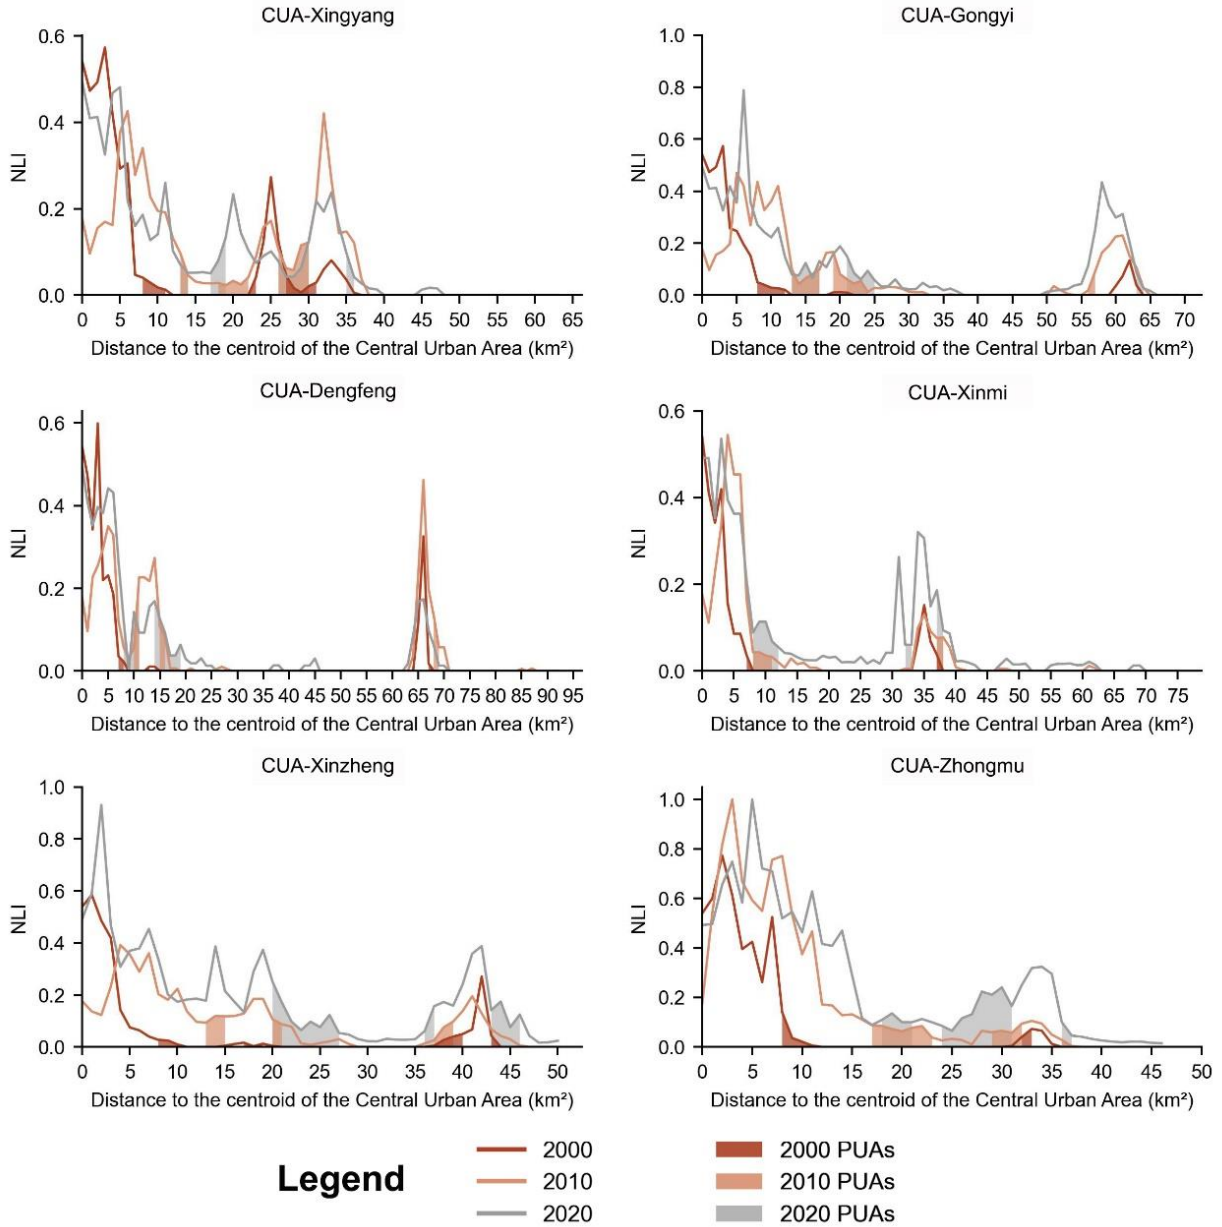 CUA-Xingyang
CUA-Gongyi
0.6
0.4
0.2
0.0
NLI
0 5 10 15 20 25 30 35 40 45 50 55 60 65
Distance to the centroid of the Central Urban Area (km²)
1.0
0.8
0.6
0.4
0.2
0.0
NLI
0 5 10 15 20 25 30 35 40 45 50 55 60 65 70
Distance to the centroid of the Central Urban Area (km²)
CUA-Dengfeng
CUA-Xinmi
0.6
0.4
0.2
0.0
NLI
0 5 10 15 20 25 30 35 40 45 50 55 60 65 70 75 80 85 90 95
Distance to the centroid of the Central Urban Area (km²)
0.6
0.4
0.2
0.0
NLI
0 5 10 15 20 25 30 35 40 45 50 55 60 65 70 75
Distance to the centroid of the Central Urban Area (km²)
CUA-Xinzheng
CUA-Zhongmu
1.0
0.8
0.6
0.4
0.2
0.0
NLI
0 5 10 15 20 25 30 35 40 45 50
Distance to the centroid of the Central Urban Area (km²)
1.0
0.8
0.6
0.4
0.2
0.0
NLI
0 5 10 15 20 25 30 35 40 45 50
Distance to the centroid of the Central Urban Area (km²)
Legend
2000
2010
2020
2000 PUAs
2010 PUAs
2020 PUAs